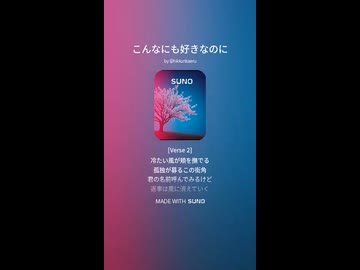 こんなにも好きなのに
SUNO
[Verse 2]
冷たい風が頬を撫でる
孤独が募るこの街角
君の名前呼んでみるけど
返事は風に消えていく
MADE WITH SUNO